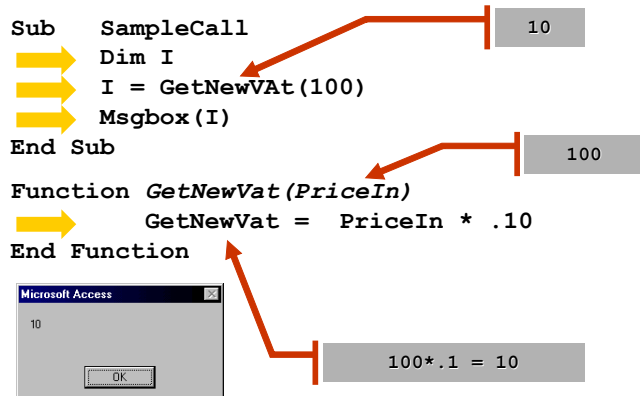 Sub SampleCall
10
Dim I
I = GetNewVAt(100)
Msgbox(I)
End Sub
100
Function GetNewVat(PriceIn)
GetNewVat = PriceIn * .10
End Function
Microsoft Access
10
OK
100*.1 = 10